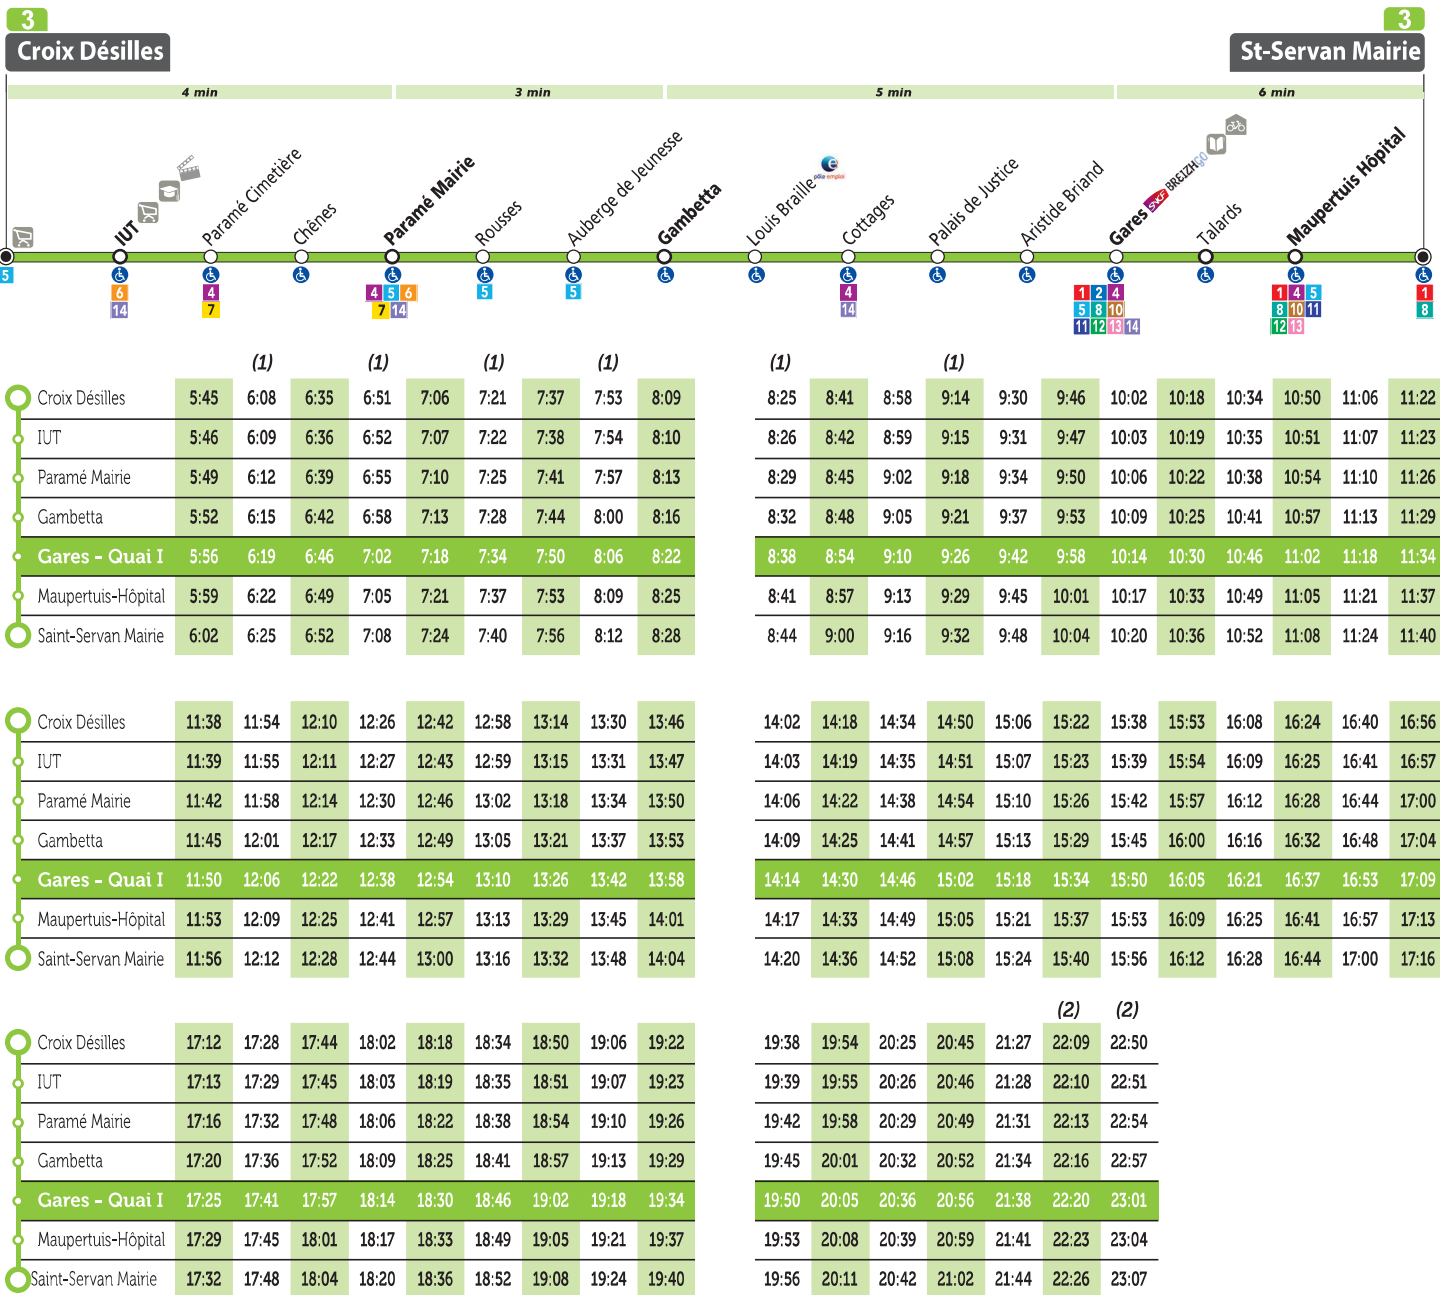 3
3
Croix Désilles
St-Servan Mairie
4 min 3 min 5 min 6 min
IUT
Paramé Cimetière
Chênes
Paramé Mairie
Rousses
Auberge de Jeunesse
Gambetta
Louis Braille
pôle emploi
Cottages
Palais de Justice
Aristide Briand
Gares
SNCF
BREIZHGO
Talards
Maupertuis Hôpital
5
6
14
4
7
4 5 6
7 14
5
5
4
14
1 2 4
5 8 10
11 12 13 14
1 4 5
8 10 11
12 13
1
8
(1) (1) (1) (1) (1) (1)
Croix Désilles 5:45 6:08 6:35 6:51 7:06 7:21 7:37 7:53 8:09 8:25 8:41 8:58 9:14 9:30 9:46 10:02 10:18 10:34 10:50 11:06 11:22
IUT 5:46 6:09 6:36 6:52 7:07 7:22 7:38 7:54 8:10 8:26 8:42 8:59 9:15 9:31 9:47 10:03 10:19 10:35 10:51 11:07 11:23
Paramé Mairie 5:49 6:12 6:39 6:55 7:10 7:25 7:41 7:57 8:13 8:29 8:45 9:02 9:18 9:34 9:50 10:06 10:22 10:38 10:54 11:10 11:26
Gambetta 5:52 6:15 6:42 6:58 7:13 7:28 7:44 8:00 8:16 8:32 8:48 9:05 9:21 9:37 9:53 10:09 10:25 10:41 10:57 11:13 11:29
Gares - Quai I 5:56 6:19 6:46 7:02 7:18 7:34 7:50 8:06 8:22 8:38 8:54 9:10 9:26 9:42 9:58 10:14 10:30 10:46 11:02 11:18 11:34
Maupertuis-Hôpital 5:59 6:22 6:49 7:05 7:21 7:37 7:53 8:09 8:25 8:41 8:57 9:13 9:29 9:45 10:01 10:17 10:33 10:49 11:05 11:21 11:37
Saint-Servan Mairie 6:02 6:25 6:52 7:08 7:24 7:40 7:56 8:12 8:28 8:44 9:00 9:16 9:32 9:48 10:04 10:20 10:36 10:52 11:08 11:24 11:40
Croix Désilles 11:38 11:54 12:10 12:26 12:42 12:58 13:14 13:30 13:46 14:02 14:18 14:34 14:50 15:06 15:22 15:38 15:53 16:08 16:24 16:40 16:56
IUT 11:39 11:55 12:11 12:27 12:43 12:59 13:15 13:31 13:47 14:03 14:19 14:35 14:51 15:07 15:23 15:39 15:54 16:09 16:25 16:41 16:57
Paramé Mairie 11:42 11:58 12:14 12:30 12:46 13:02 13:18 13:34 13:50 14:06 14:22 14:38 14:54 15:10 15:26 15:42 15:57 16:12 16:28 16:44 17:00
Gambetta 11:45 12:01 12:17 12:33 12:49 13:05 13:21 13:37 13:53 14:09 14:25 14:41 14:57 15:13 15:29 15:45 16:00 16:16 16:32 16:48 17:04
Gares - Quai I 11:50 12:06 12:22 12:38 12:54 13:10 13:26 13:42 13:58 14:14 14:30 14:46 15:02 15:18 15:34 15:50 16:05 16:21 16:37 16:53 17:09
Maupertuis-Hôpital 11:53 12:09 12:25 12:41 12:57 13:13 13:29 13:45 14:01 14:17 14:33 14:49 15:05 15:21 15:37 15:53 16:09 16:25 16:41 16:57 17:13
Saint-Servan Mairie 11:56 12:12 12:28 12:44 13:00 13:16 13:32 13:48 14:04 14:20 14:36 14:52 15:08 15:24 15:40 15:56 16:12 16:28 16:44 17:00 17:16
(2) (2)
Croix Désilles 17:12 17:28 17:44 18:02 18:18 18:34 18:50 19:06 19:22 19:38 19:54 20:25 20:45 21:27 22:09 22:50
IUT 17:13 17:29 17:45 18:03 18:19 18:35 18:51 19:07 19:23 19:39 19:55 20:26 20:46 21:28 22:10 22:51
Paramé Mairie 17:16 17:32 17:48 18:06 18:22 18:38 18:54 19:10 19:26 19:42 19:58 20:29 20:49 21:31 22:13 22:54
Gambetta 17:20 17:36 17:52 18:09 18:25 18:41 18:57 19:13 19:29 19:45 20:01 20:32 20:52 21:34 22:16 22:57
Gares - Quai I 17:25 17:41 17:57 18:14 18:30 18:46 19:02 19:18 19:34 19:50 20:05 20:36 20:56 21:38 22:20 23:01
Maupertuis-Hôpital 17:29 17:45 18:01 18:17 18:33 18:49 19:05 19:21 19:37 19:53 20:08 20:39 20:59 21:41 22:23 23:04
Saint-Servan Mairie 17:32 17:48 18:04 18:20 18:36 18:52 19:08 19:24 19:40 19:56 20:11 20:42 21:02 21:44 22:26 23:07